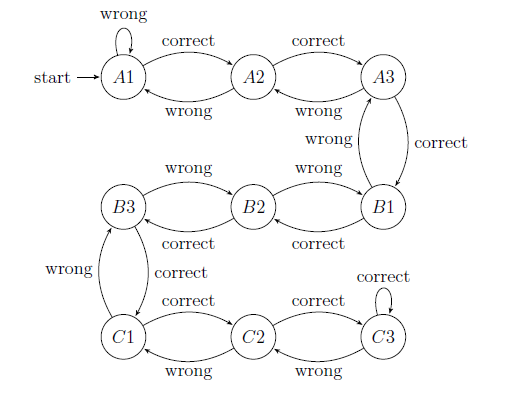 wrong
correct correct
start A1 A2 A3
wrong wrong
wrong correct
wrong wrong
B3 B2 B1
correct correct
wrong correct
correct correct correct
C1 C2 C3
wrong wrong